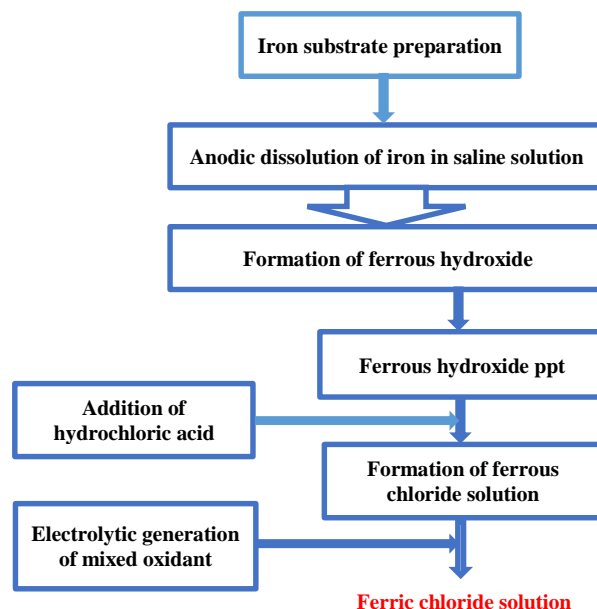 Iron substrate preparation
Anodic dissolution of iron in saline solution
Formation of ferrous hydroxide
Ferrous hydroxide ppt
Addition of
hydrochloric acid
Formation of ferrous
chloride solution
Electrolytic generation
of mixed oxidant
Ferric chloride solution